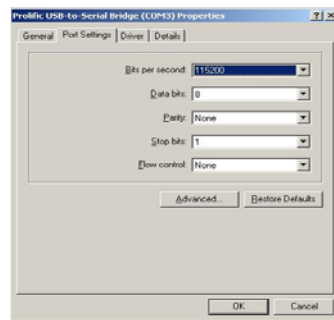 Prolific USB-to-Serial Bridge (COM3) Properties
General Port Settings Driver Details
Bits per second: 115200
Data bits: 8
Parity: None
Stop bits: 1
Flow control: None
Advanced... Restore Defaults
OK Cancel